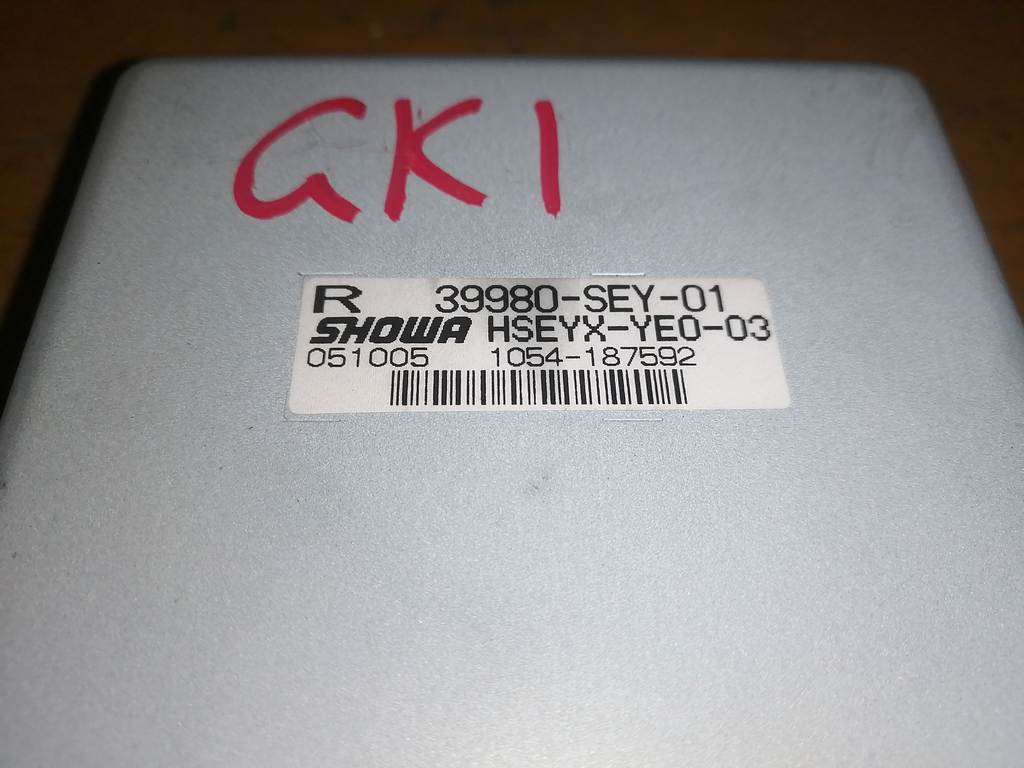 GK1
R 39980-SEY-01
SHOWA HSEYX-YE0-03
051005 1054-187592